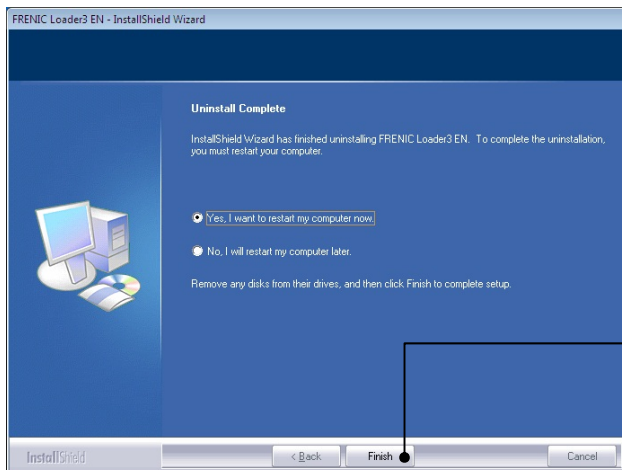 FRENIC Loader3 EN - InstallShield Wizard
Uninstall Complete
InstallShield Wizard has finished uninstalling FRENIC Loader3 EN.  To complete the uninstallation,
you must restart your computer.
Yes, I want to restart my computer now.
No, I will restart my computer later.
Remove any disks from their drives, and then click Finish to complete setup.
InstallShield
< Back
Finish
Cancel